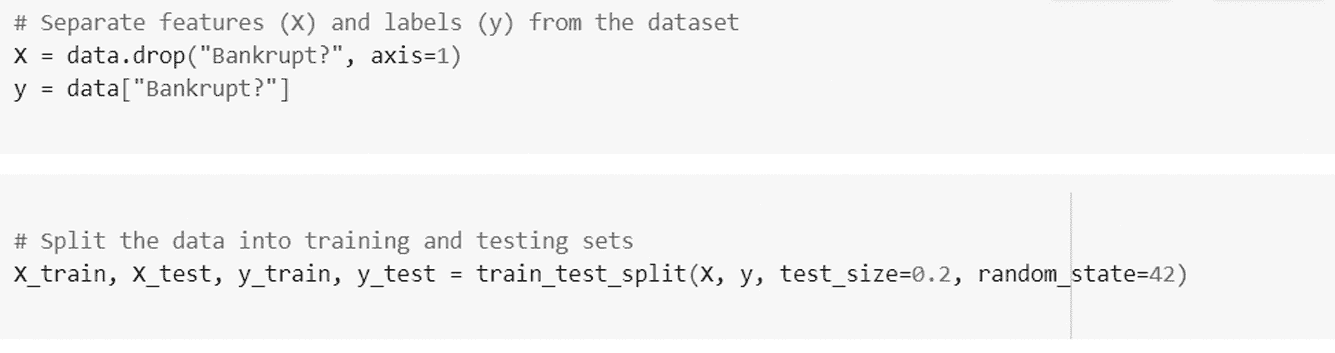 # Separate features (X) and labels (y) from the dataset
X = data.drop("Bankrupt?", axis=1)
y = data["Bankrupt?"]
# Split the data into training and testing sets
X_train, X_test, y_train, y_test = train_test_split(X, y, test_size=0.2, random_state=42)